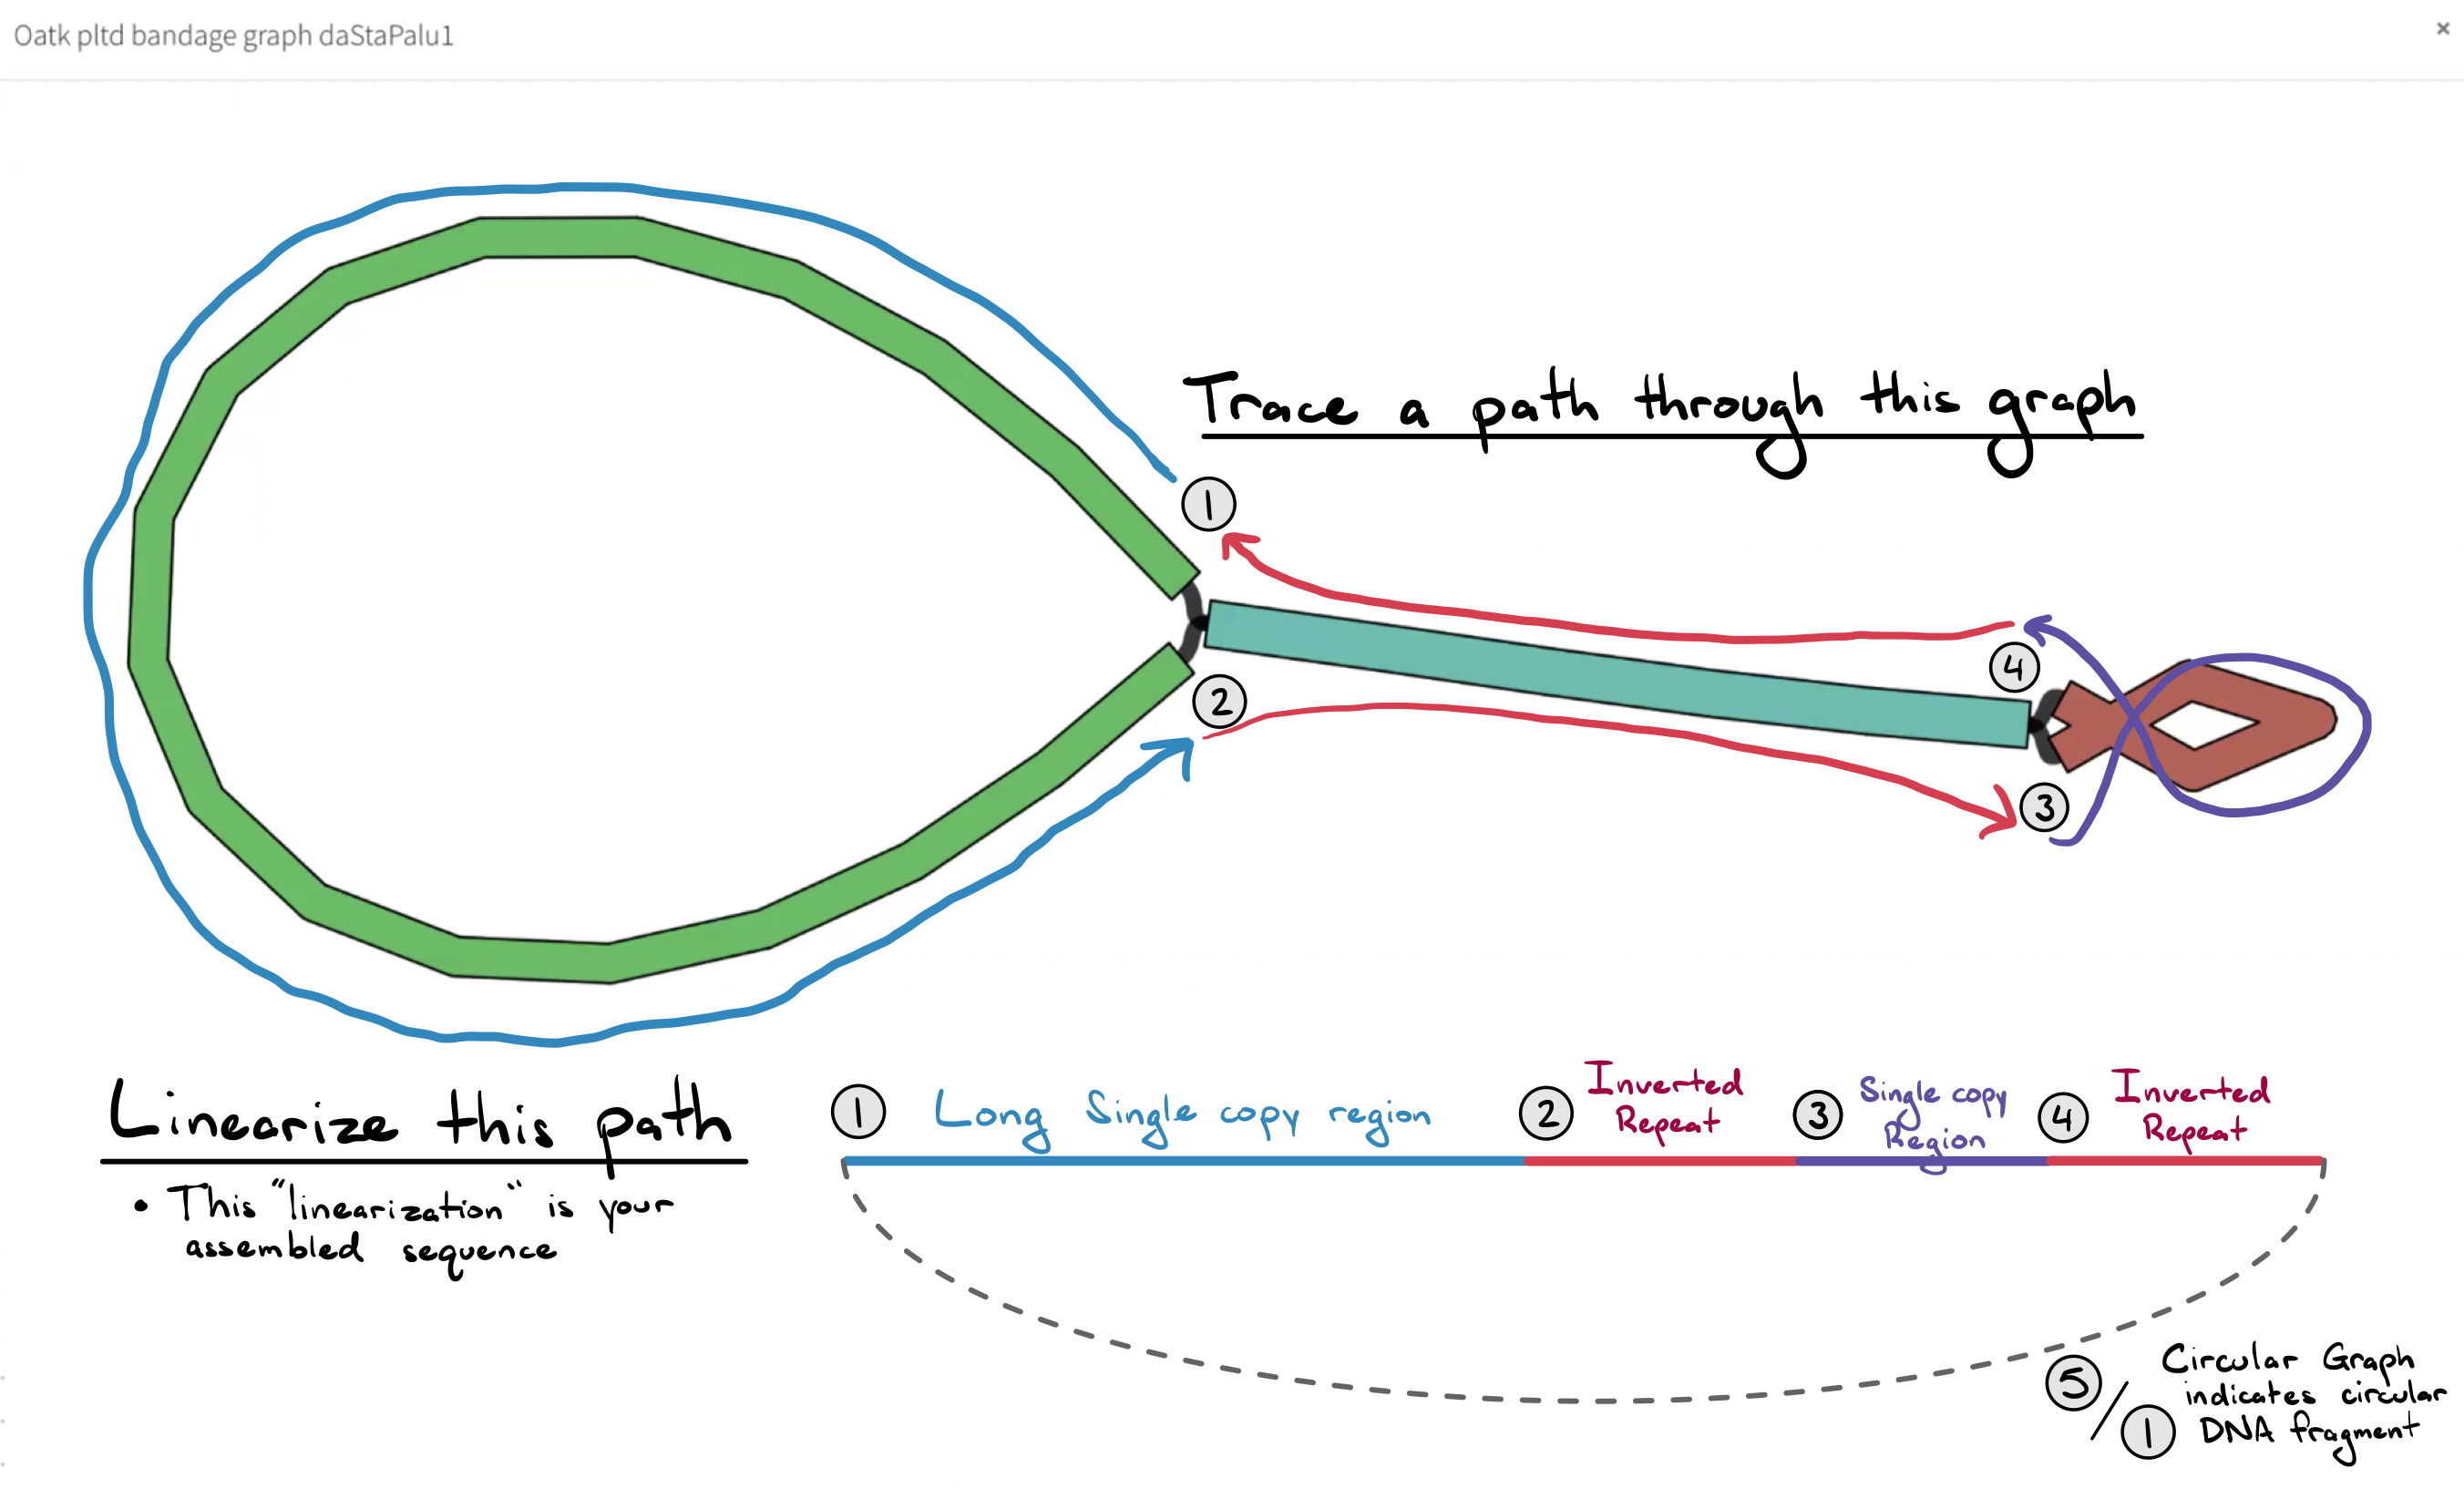 Oatk pltd bandage graph daStaPalu1
×
Trace a path through this graph
1
2
4
3
Linearize this path
• This "linearization" is your
assembled sequence
1 Long Single copy region
2 Inverted
Repeat
3 Single copy
Region
4 Inverted
Repeat
5/1 Circular Graph
indicates circular
DNA fragment